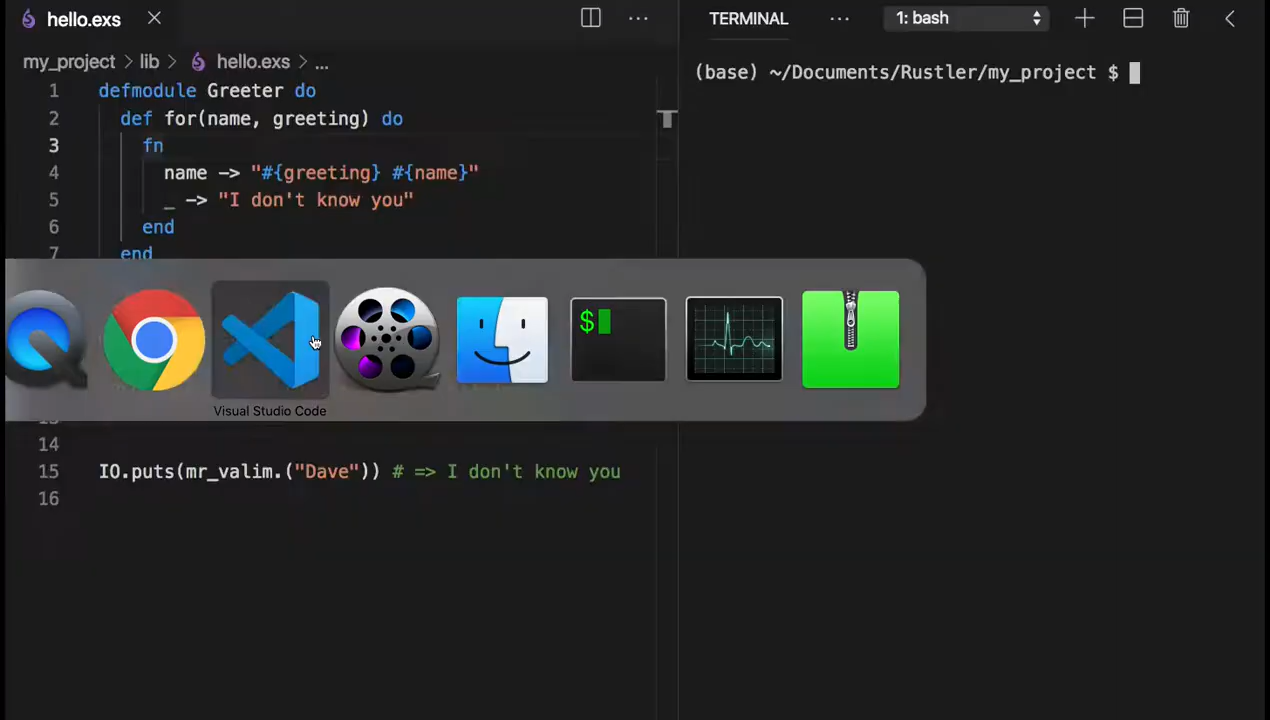 hello.exs
TERMINAL
1: bash
my_project > lib > hello.exs > ...
(base) ~/Documents/Rustler/my_project $
1 defmodule Greeter do
2 def for(name, greeting) do
3 fn
4 name -> "#{greeting} #{name}"
5 _ -> "I don't know you"
6 end
7 end
$
Visual Studio Code
14
15 IO.puts(mr_valim.("Dave")) # => I don't know you
16